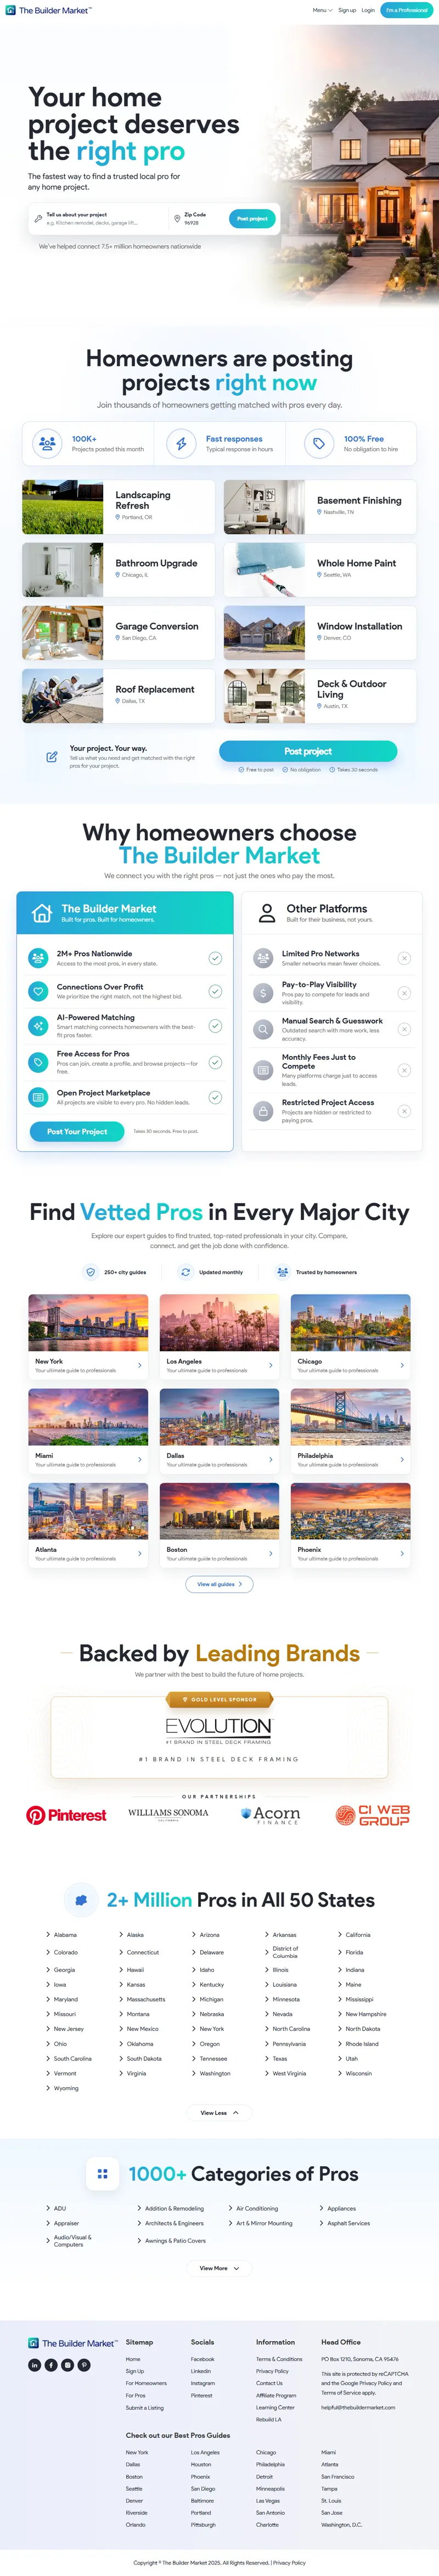 The Builder Market™
Menu
Sign up
Login
I'm a Professional
Your home
project deserves
the right pro
The fastest way to find a trusted local pro for
any home project.
Tell us about your project
e.g. Kitchen remodel, decks, garage lift...
Zip Code
96928
Post project
We've helped connect 7.5+ million homeowners nationwide
Homeowners are posting
projects right now
Join thousands of homeowners getting matched with pros every day.
100K+
Projects posted this month
Fast responses
Typical response in hours
100% Free
No obligation to hire
Landscaping
Refresh
Portland, OR
Basement Finishing
Nashville, TN
Bathroom Upgrade
Chicago, IL
Whole Home Paint
Seattle, WA
Garage Conversion
San Diego, CA
Window Installation
Denver, CO
Roof Replacement
Dallas, TX
Deck & Outdoor
Living
Austin, TX
Your project. Your way.
Tell us what you need and get matched with the right
pros for your project.
Post project
Free to post
No obligation
Takes 30 seconds
Why homeowners choose
The Builder Market
We connect you with the right pros — not just the ones who pay the most.
The Builder Market
Built for pros. Built for homeowners.
2M+ Pros Nationwide
Access to the most pros, in every state.
Connections Over Profit
We prioritize the right match, not the highest bid.
AI-Powered Matching
Smart matching connects homeowners with the best-
fit pros faster.
Free Access for Pros
Pros can join, create a profile, and browse projects—for
free.
Open Project Marketplace
All projects are visible to every pro. No hidden leads.
Post Your Project
Takes 30 seconds. Free to post.
Other Platforms
Built for their business, not yours.
Limited Pro Networks
Smaller networks mean fewer choices.
Pay-to-Play Visibility
Pros pay to compete for leads and
visibility.
Manual Search & Guesswork
Outdated search with more work, less
accuracy.
Monthly Fees Just to
Compete
Many platforms charge just to access
leads.
Restricted Project Access
Projects are hidden or restricted to
paying pros.
Find Vetted Pros in Every Major City
Explore our expert guides to find trusted, top-rated professionals in your city. Compare,
connect, and get the job done with confidence.
250+ city guides
Updated monthly
Trusted by homeowners
New York
Your ultimate guide to professionals
Los Angeles
Your ultimate guide to professionals
Chicago
Your ultimate guide to professionals
Miami
Your ultimate guide to professionals
Dallas
Your ultimate guide to professionals
Philadelphia
Your ultimate guide to professionals
Atlanta
Your ultimate guide to professionals
Boston
Your ultimate guide to professionals
Phoenix
Your ultimate guide to professionals
View all guides
Backed by Leading Brands
We partner with the best to build the future of home projects.
GOLD LEVEL SPONSOR
EVOLUTION
#1 BRAND IN STEEL DECK FRAMING
#1 BRAND IN STEEL DECK FRAMING
OUR PARTNERSHIPS
Pinterest
WILLIAMS SONOMA
CALIFORNIA
Acorn
FINANCE
CI WEB
GROUP
2+ Million Pros in All 50 States
Alabama
Alaska
Arizona
Arkansas
California
Colorado
Connecticut
Delaware
District of
Columbia
Florida
Georgia
Hawaii
Idaho
Illinois
Indiana
Iowa
Kansas
Kentucky
Louisiana
Maine
Maryland
Massachusetts
Michigan
Minnesota
Mississippi
Missouri
Montana
Nebraska
Nevada
New Hampshire
New Jersey
New Mexico
New York
North Carolina
North Dakota
Ohio
Oklahoma
Oregon
Pennsylvania
Rhode Island
South Carolina
South Dakota
Tennessee
Texas
Utah
Vermont
Virginia
Washington
West Virginia
Wisconsin
Wyoming
View Less
1000+ Categories of Pros
ADU
Addition & Remodeling
Air Conditioning
Appliances
Appraiser
Architects & Engineers
Art & Mirror Mounting
Asphalt Services
Audio/Visual &
Computers
Awnings & Patio Covers
View More
The Builder Market™
Sitemap
Home
Sign Up
For Homeowners
For Pros
Submit a Listing
Socials
Facebook
Linkedin
Instagram
Pinterest
Information
Terms & Conditions
Privacy Policy
Contact Us
Affiliate Program
Learning Center
Rebuild LA
Head Office
PO Box 1210, Sonoma, CA 95476
This site is protected by reCAPTCHA
and the Google Privacy Policy and
Terms of Service apply.
helpful@thebuildermarket.com
Check out our Best Pros Guides
New York
Los Angeles
Chicago
Miami
Dallas
Houston
Philadelphia
Atlanta
Boston
Phoenix
Detroit
San Francisco
Seattle
San Diego
Minneapolis
Tampa
Denver
Baltimore
Las Vegas
St. Louis
Riverside
Portland
San Antonio
San Jose
Orlando
Pittsburgh
Charlotte
Washington, D.C.
Copyright © The Builder Market 2025. All Rights Reserved. | Privacy Policy